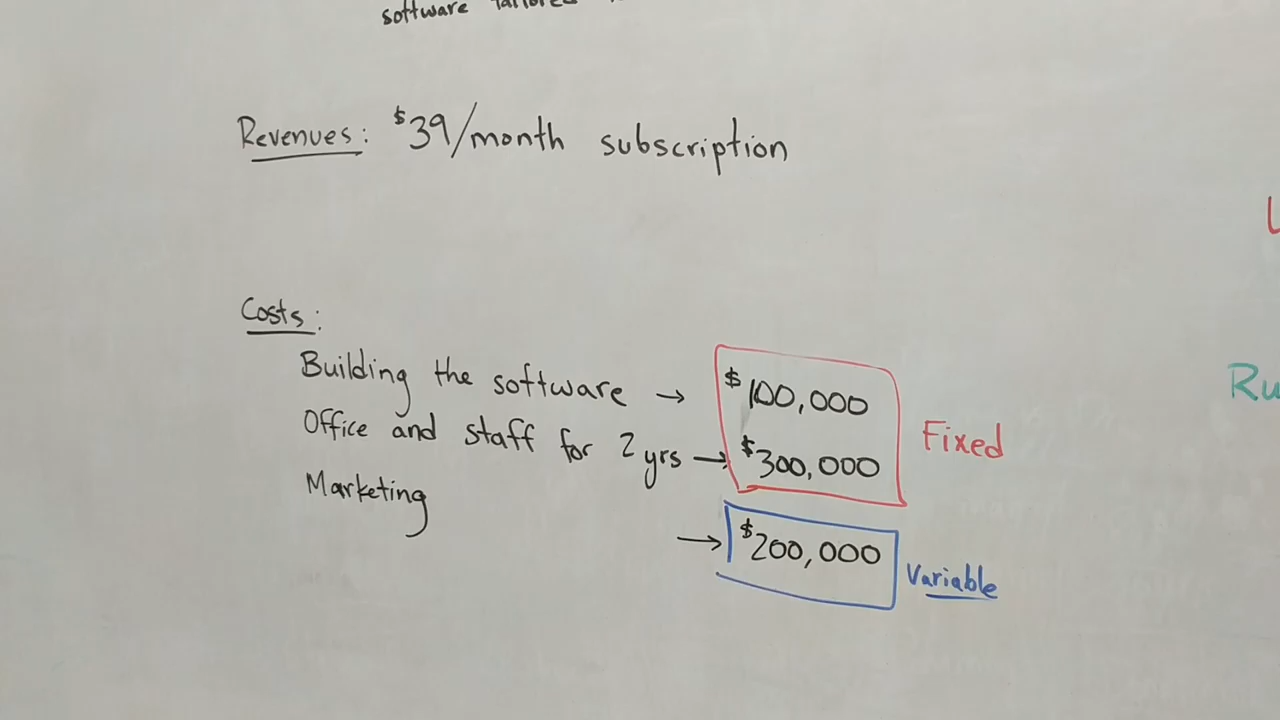 software
Revenues: $39/month subscription
Costs:
Building the software → $100,000
Office and staff for 2 yrs → $300,000
Fixed
Marketing → $200,000
Variable